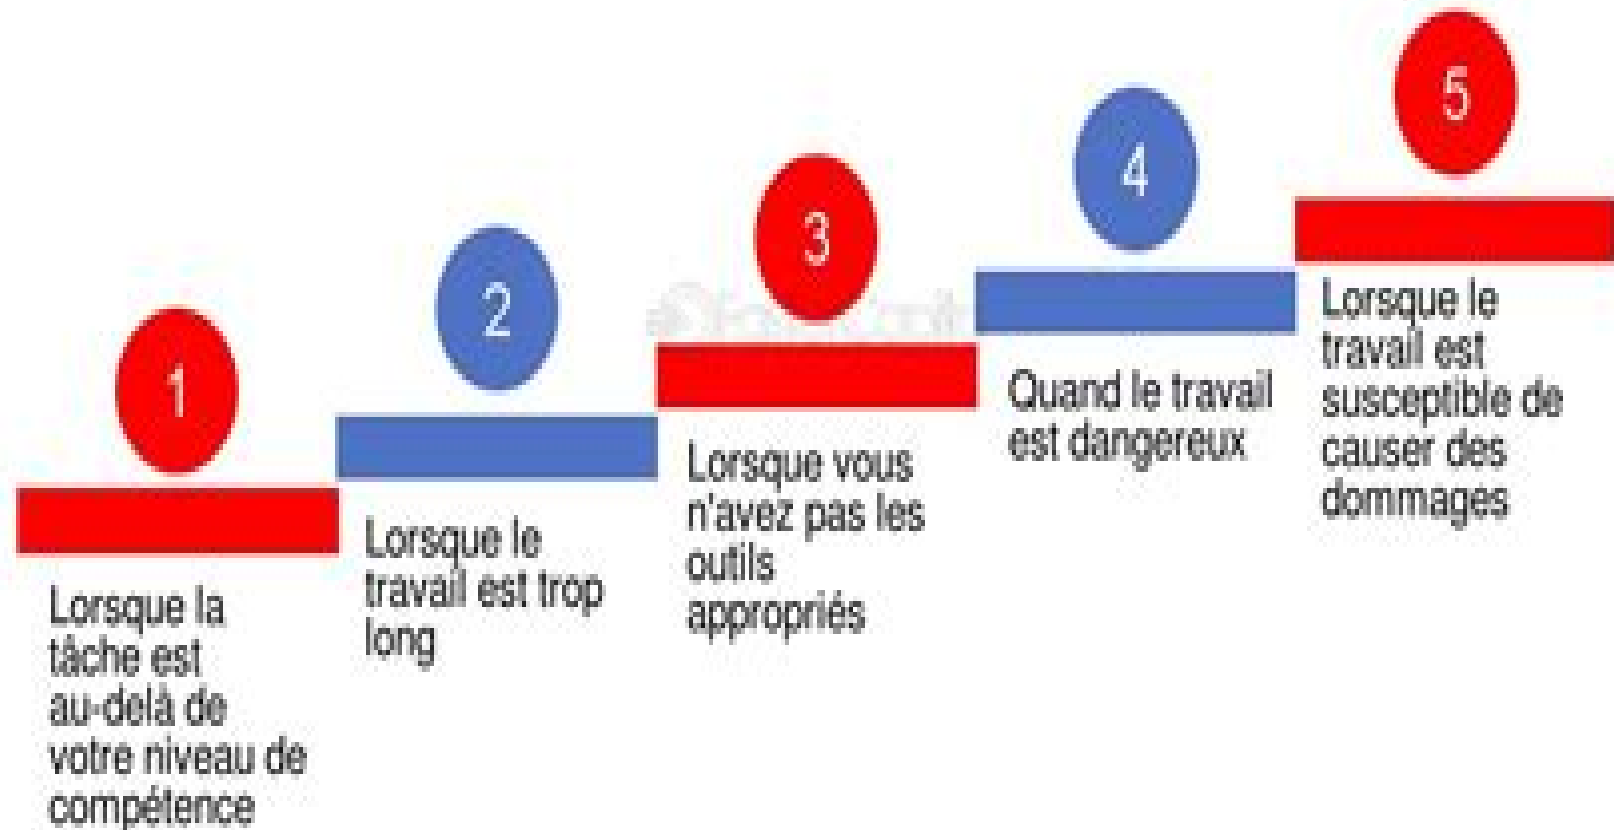 1
Lorsque la
tâche est
au-delà de
votre niveau de
compétence
2
Lorsque le
travail est trop
long
3
Lorsque vous
n'avez pas les
outils
appropriés
4
Quand le travail
est dangereux
5
Lorsque le
travail est
susceptible de
causer des
dommages